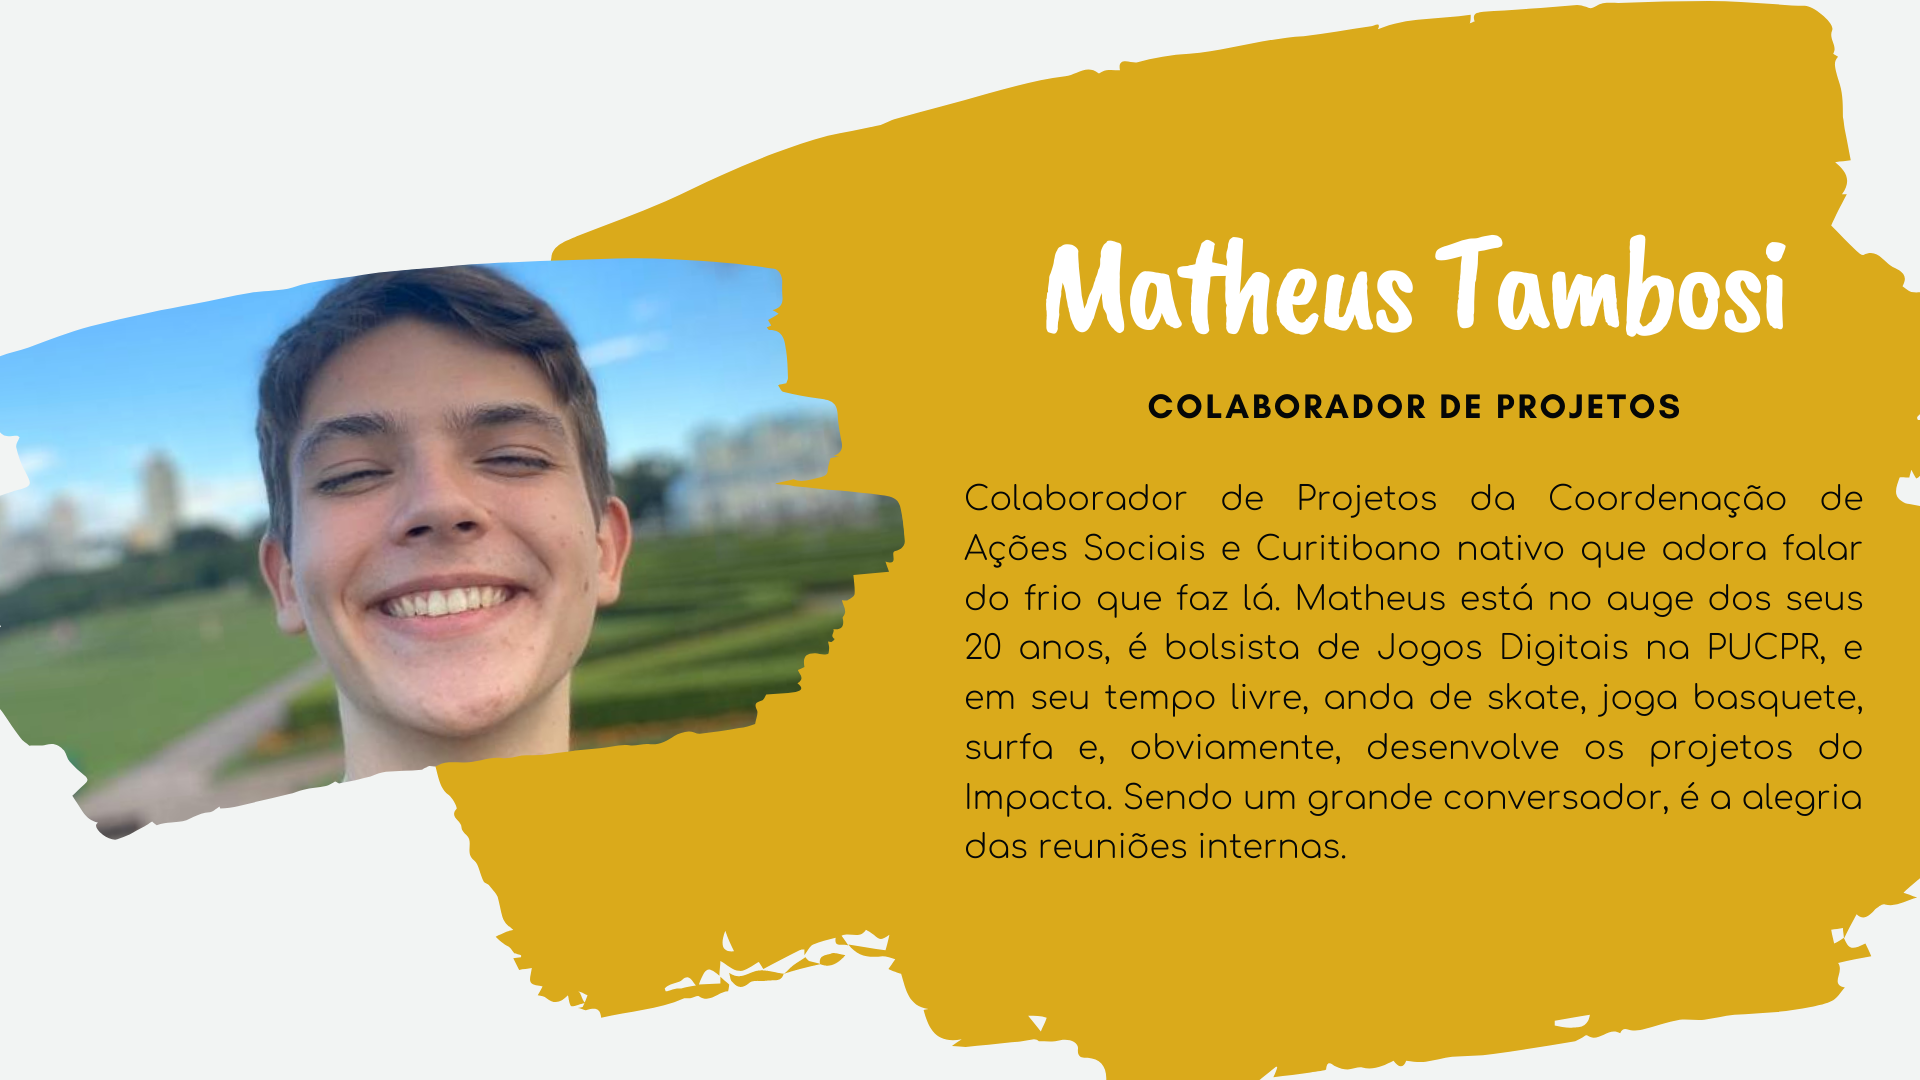 Matheus Tambosi
COLABORADOR DE PROJETOS
Colaborador de Projetos da Coordenação de
Ações Sociais e Curitibano nativo que adora falar
do frio que faz lá. Matheus está no auge dos seus
20 anos, é bolsista de Jogos Digitais na PUCPR, e
em seu tempo livre, anda de skate, joga basquete,
surfa e, obviamente, desenvolve os projetos do
Impacta. Sendo um grande conversador, é a alegria
das reuniões internas.